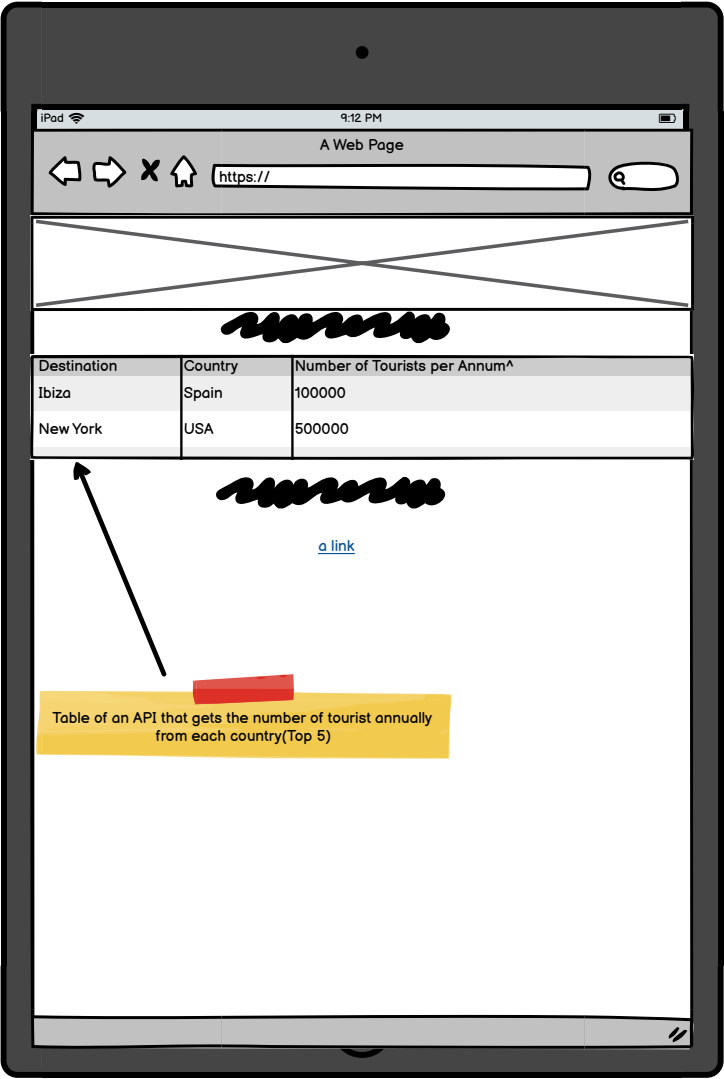 iPad 9:12 PM
A Web Page
https://
Destination Country Number of Tourists per Annum^
Ibiza Spain 100000
New York USA 500000
a link
Table of an API that gets the number of tourist annually
from each country(Top 5)